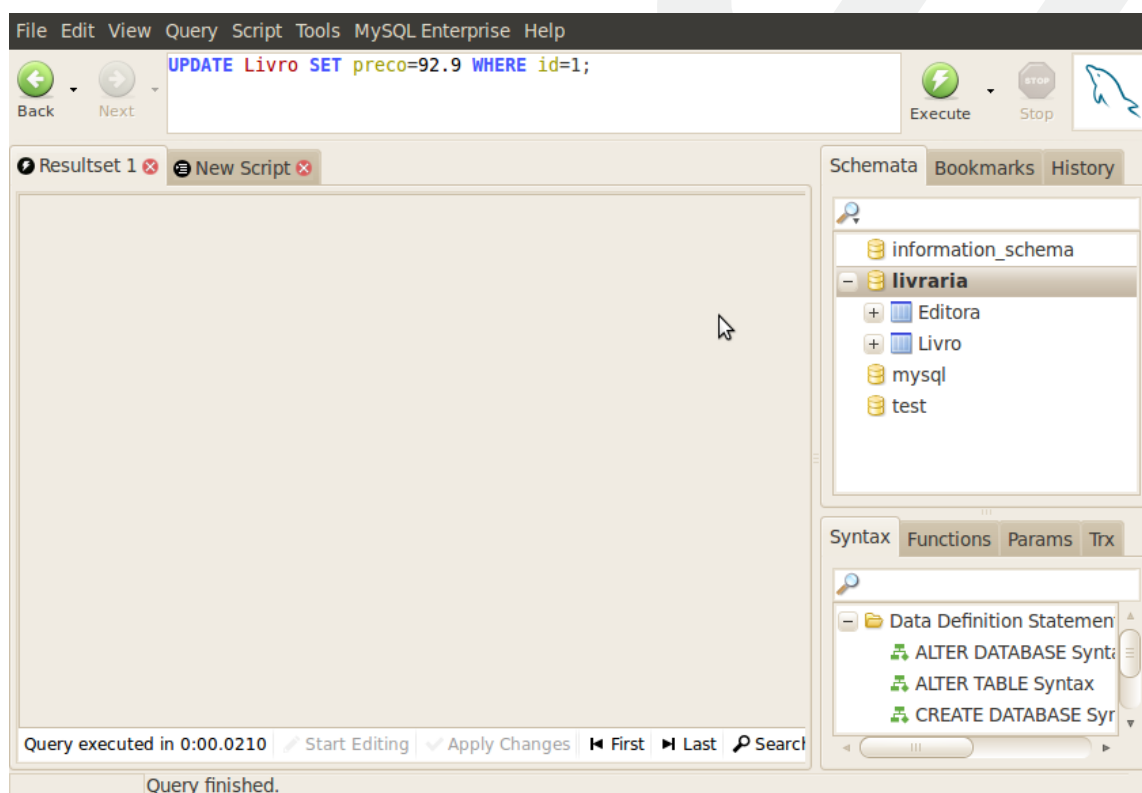 File Edit View Query Script Tools MySQL Enterprise Help
UPDATE Livro SET preco=92.9 WHERE id=1;
Back Next Execute STOP Stop
Resultset 1 New Script
Schemata Bookmarks History
information_schema
livraria
Editora
Livro
mysql
test
Syntax Functions Params Trx
Data Definition Statemen
ALTER DATABASE Synta
ALTER TABLE Syntax
CREATE DATABASE Syr
Query executed in 0:00.0210 Start Editing Apply Changes First Last Search
Query finished.